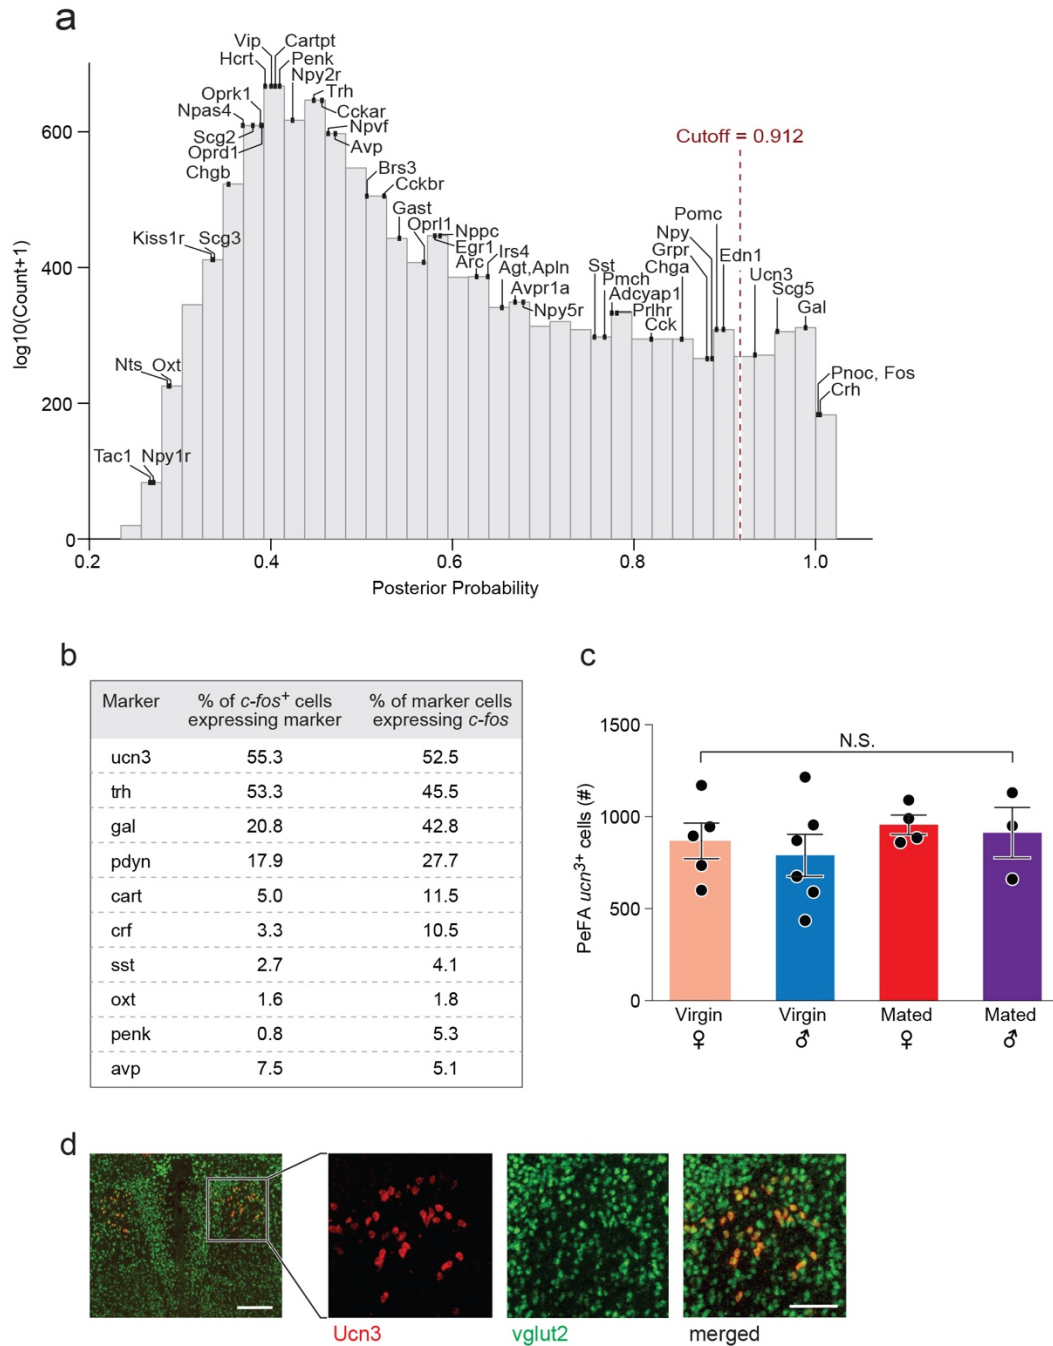 a
Vip Cartpt
Hcrt Penk
Npy2r
Oprk1 Trh
Npas4 Cckar
Scg2 Npvf
Oprd1 Avp
Chgb Brs3
Cckbr
Gast
Kiss1r Scg3 Oprl1 Nppc
Egr1
Arc Irs4
Agt,Apln
Avpr1a
Npy5r
Nts Oxt
Tac1 Npy1r
Cutoff = 0.912
Pomc
Npy
Grpr Edn1
Chga Ucn3
Sst
Pmch Scg5
Adcyap1 Gal
Prlhr
Cck
Pnoc, Fos
Crh
log10(Count+1)
600
400
200
0
0.2 0.4 0.6 0.8 1.0
Posterior Probability
b
Marker % of c-fos+ cells expressing marker % of marker cells expressing c-fos
ucn3 55.3 52.5
trh 53.3 45.5
gal 20.8 42.8
pdyn 17.9 27.7
cart 5.0 11.5
crf 3.3 10.5
sst 2.7 4.1
oxt 1.6 1.8
penk 0.8 5.3
avp 7.5 5.1
c
N.S.
PeFA ucn3+ cells (#)
1500
1000
500
0
Virgin Virgin Mated Mated
♀ ♂ ♀ ♂
d
Ucn3 vglut2 merged